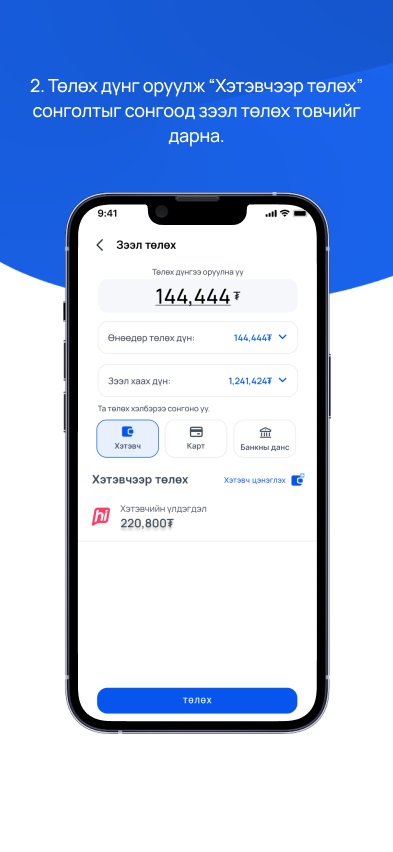 2. Төлөх дүнг оруулж “Хэтэвчээр төлөх”
сонголтыг сонгоод зээл төлөх товчийг
дарна.
9:41
Зээл төлөх
Төлөх дүнгээ оруулна уу
144,444₮
Өнөөдөр төлөх дүн: 144,444₮
Зээл хаах дүн: 1,241,424₮
Та төлөх хэлбэрээ сонгоно уу.
Хэтэвч Карт Банкны данс
Хэтэвчээр төлөх Хэтэвч цэнэглэх
hi
Хэтэвчийн үлдэгдэл
220,800₮
төлөх